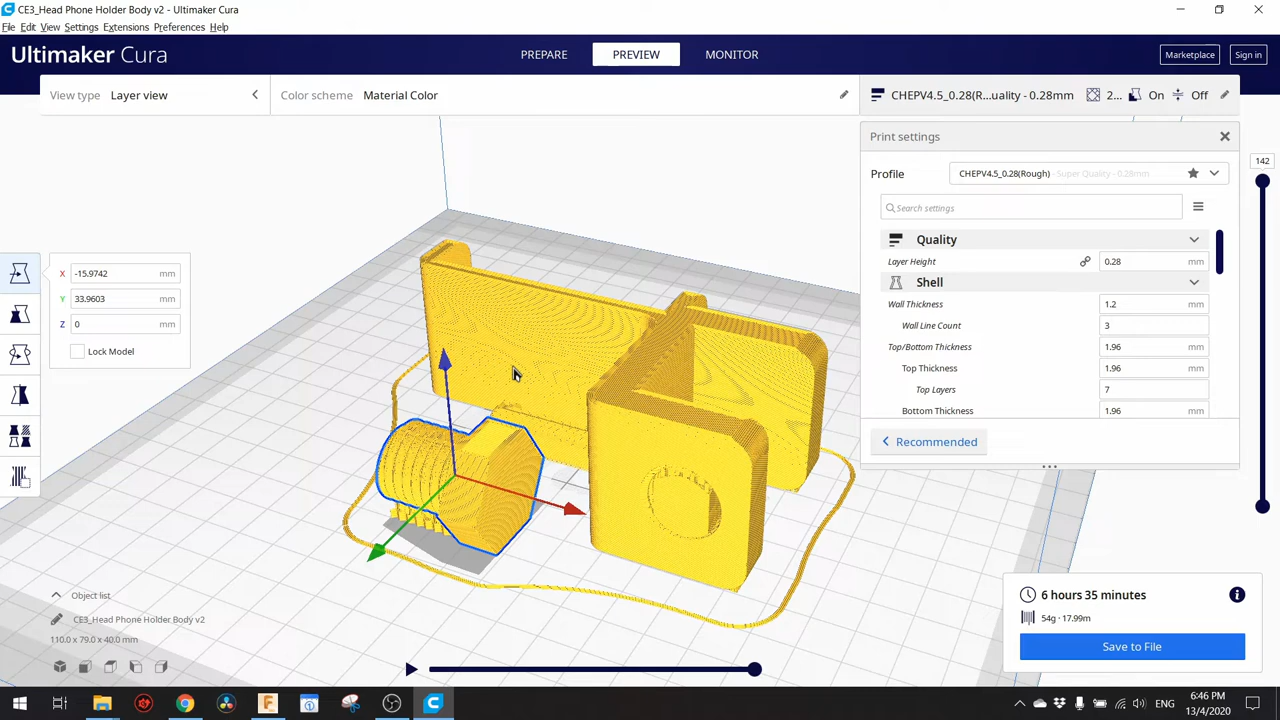 CE3_Head Phone Holder Body v2 - Ultimaker Cura
File Edit View Settings Extensions Preferences Help
Ultimaker Cura
PREPARE
PREVIEW
MONITOR
Marketplace
Sign in
View type Layer view
Color scheme Material Color
CHEPV4.5_0.28(R...uality - 0.28mm
2...
On
Off
Print settings
Profile
CHEPV4.5_0.28(Rough) - Super Quality - 0.28mm
Search settings
Quality
Layer Height 0.28 mm
Shell
Wall Thickness 1.2 mm
Wall Line Count 3
Top/Bottom Thickness 1.96 mm
Top Thickness 1.96 mm
Top Layers 7
Bottom Thickness 1.96 mm
Recommended
142
X -15.9742 mm
Y 33.9603 mm
Z 0 mm
Lock Model
Object list
CE3_Head Phone Holder Body v2
110.0 x 79.0 x 40.0 mm
6 hours 35 minutes
54g · 17.99m
Save to File
ENG
6:46 PM
13/4/2020